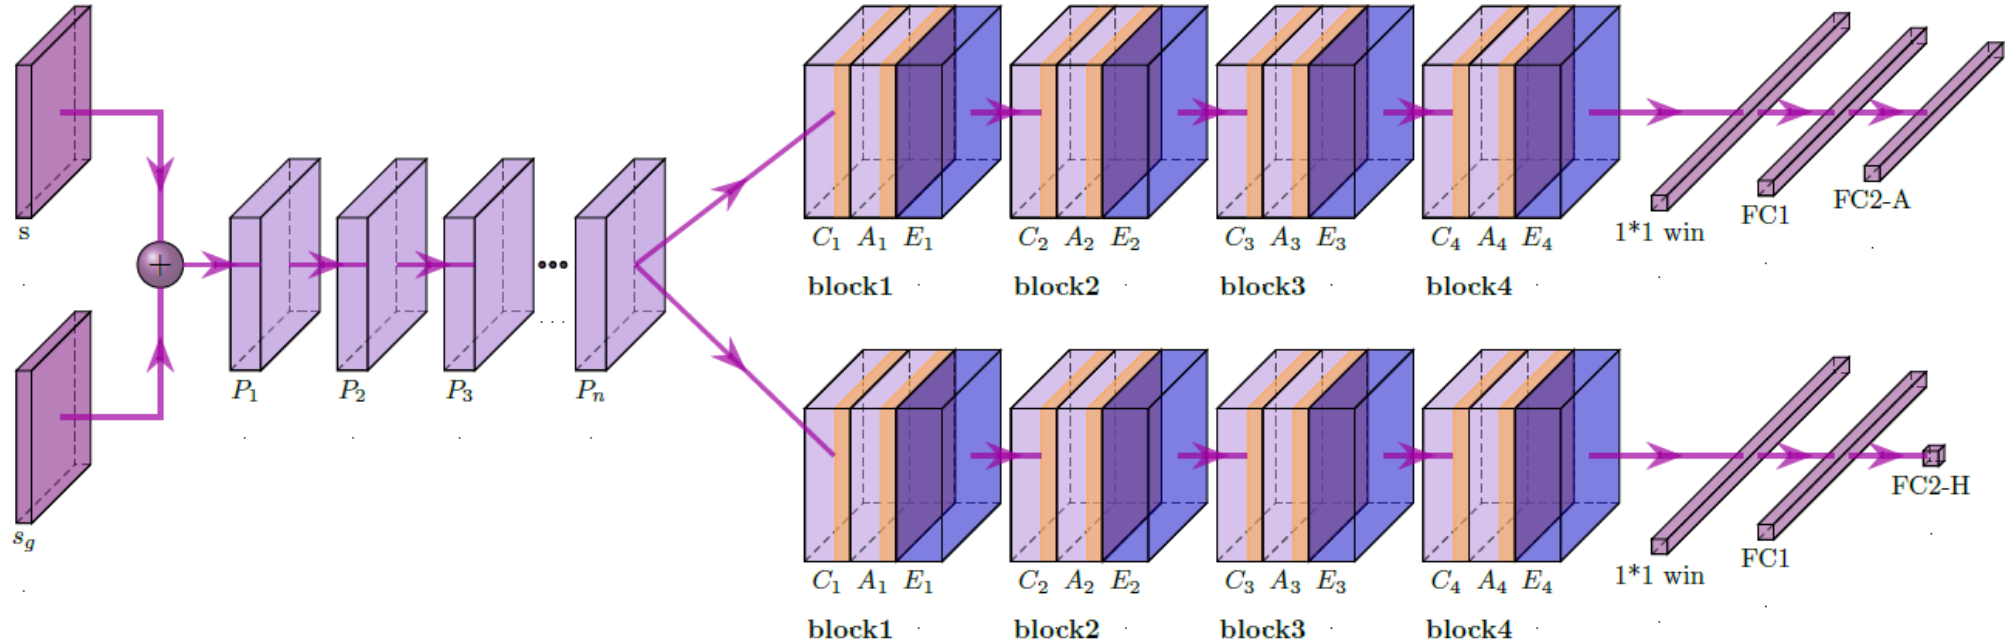 s
+
s_g
P_1 P_2 P_3 ... P_n
C_1 A_1 E_1 C_2 A_2 E_2 C_3 A_3 E_3 C_4 A_4 E_4
block1 block2 block3 block4
1*1 win FC1 FC2-A
C_1 A_1 E_1 C_2 A_2 E_2 C_3 A_3 E_3 C_4 A_4 E_4
block1 block2 block3 block4
1*1 win FC1 FC2-H